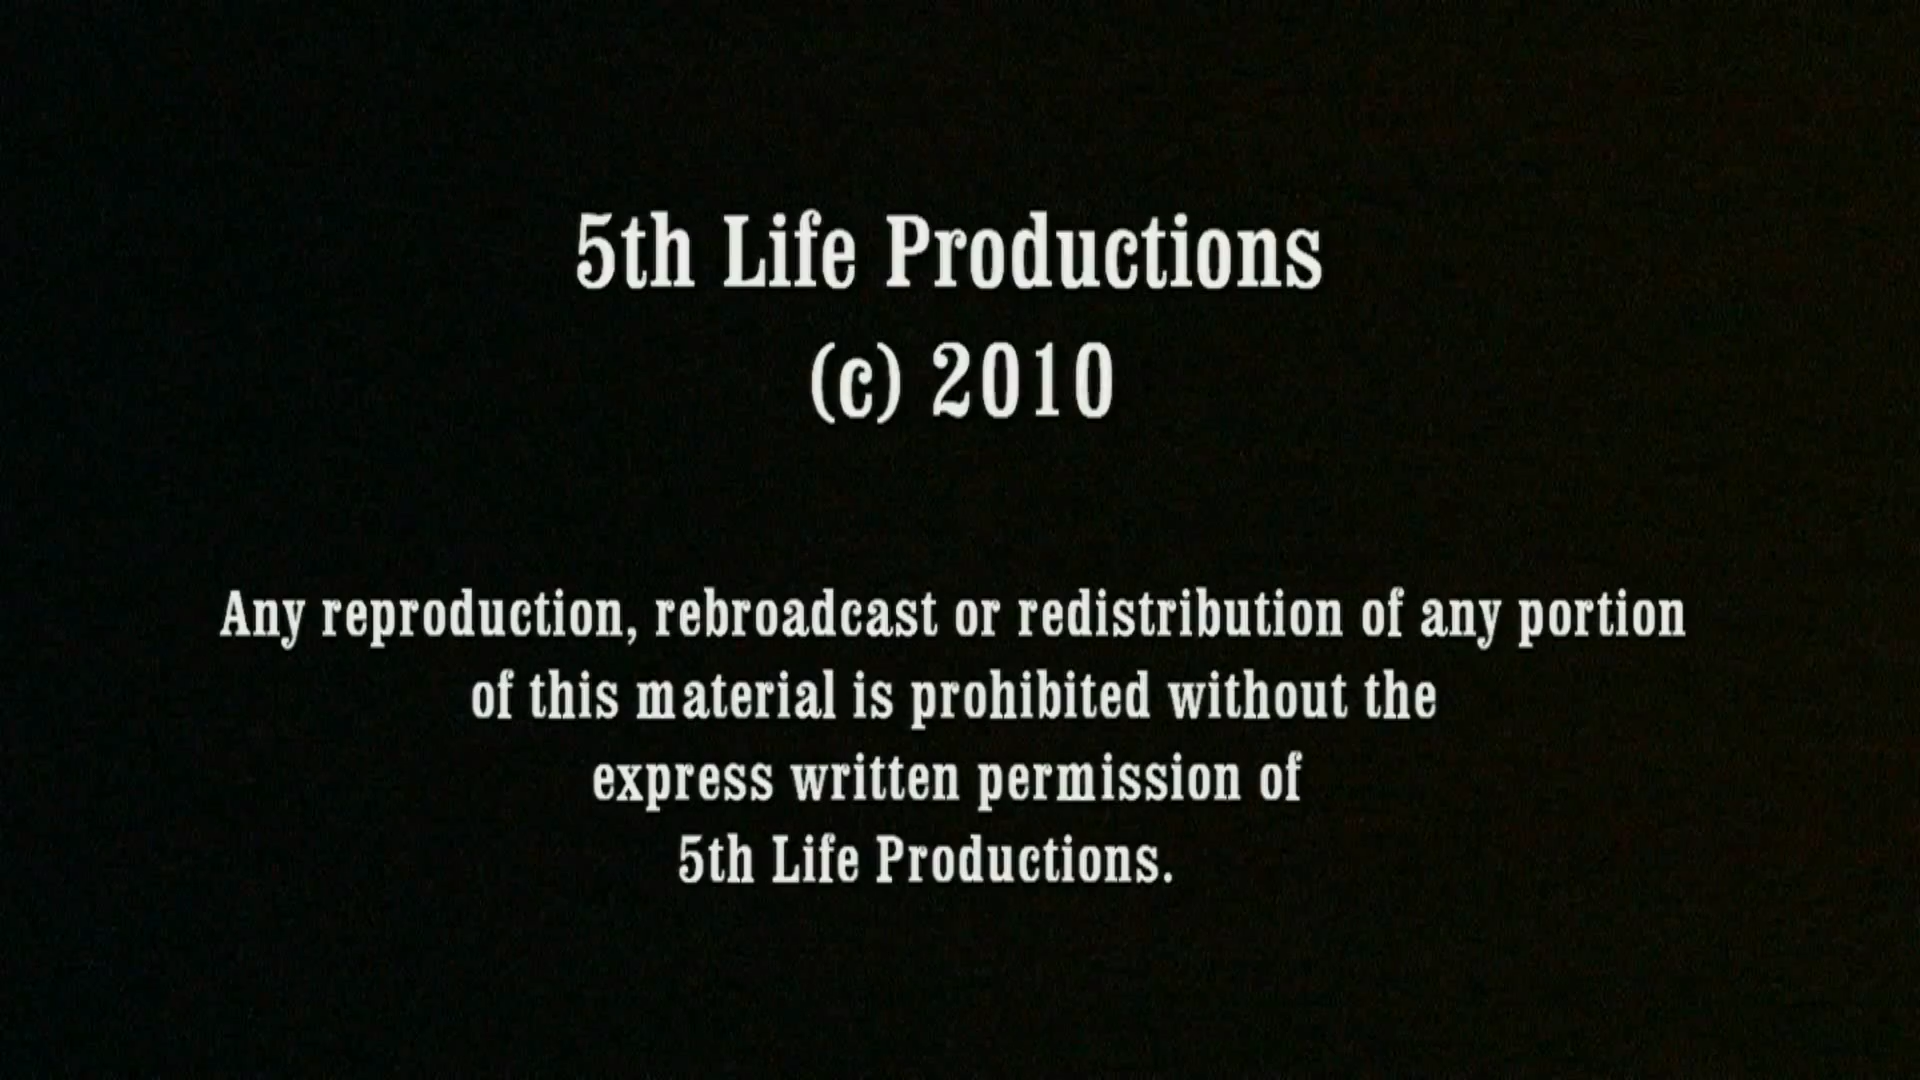 5th Life Productions
(c) 2010
Any reproduction, rebroadcast or redistribution of any portion
of this material is prohibited without the
express written permission of
5th Life Productions.